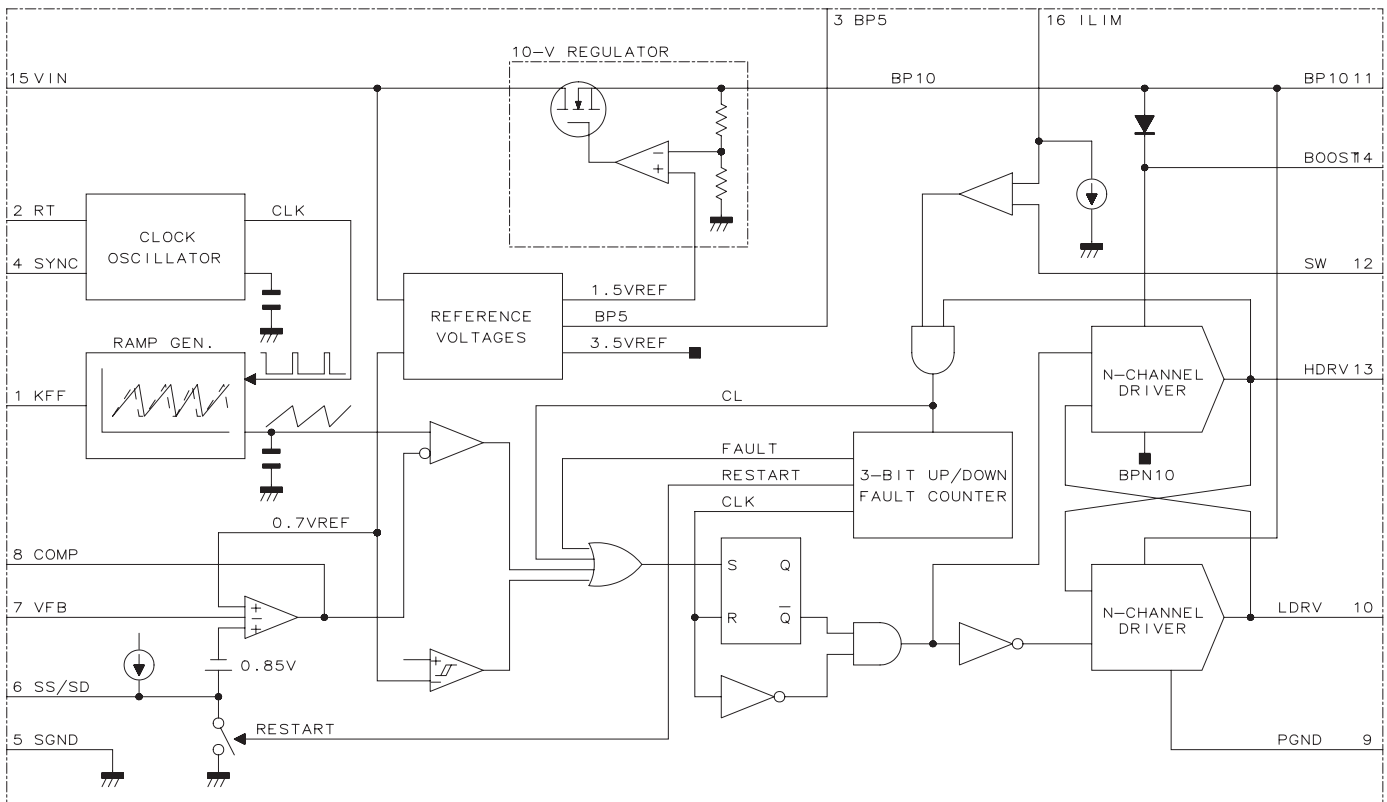 3 BP5
16 ILIM
10-V REGULATOR
15 VIN
BP10
BP10 11
BOOST 14
2 RT
CLK
CLOCK
OSCILLATOR
4 SYNC
SW 12
1.5VREF
REFERENCE
VOLTAGES
BP5
3.5VREF
RAMP GEN.
N-CHANNEL
DRIVER
HDRV 13
1 KFF
CL
FAULT
RESTART
3-BIT UP/DOWN
FAULT COUNTER
BPN10
CLK
0.7VREF
8 COMP
S Q
7 VFB
R Q̅
N-CHANNEL
DRIVER
LDRV 10
0.85V
6 SS/SD
RESTART
5 SGND
PGND 9
+
−
+
−
+
+
−